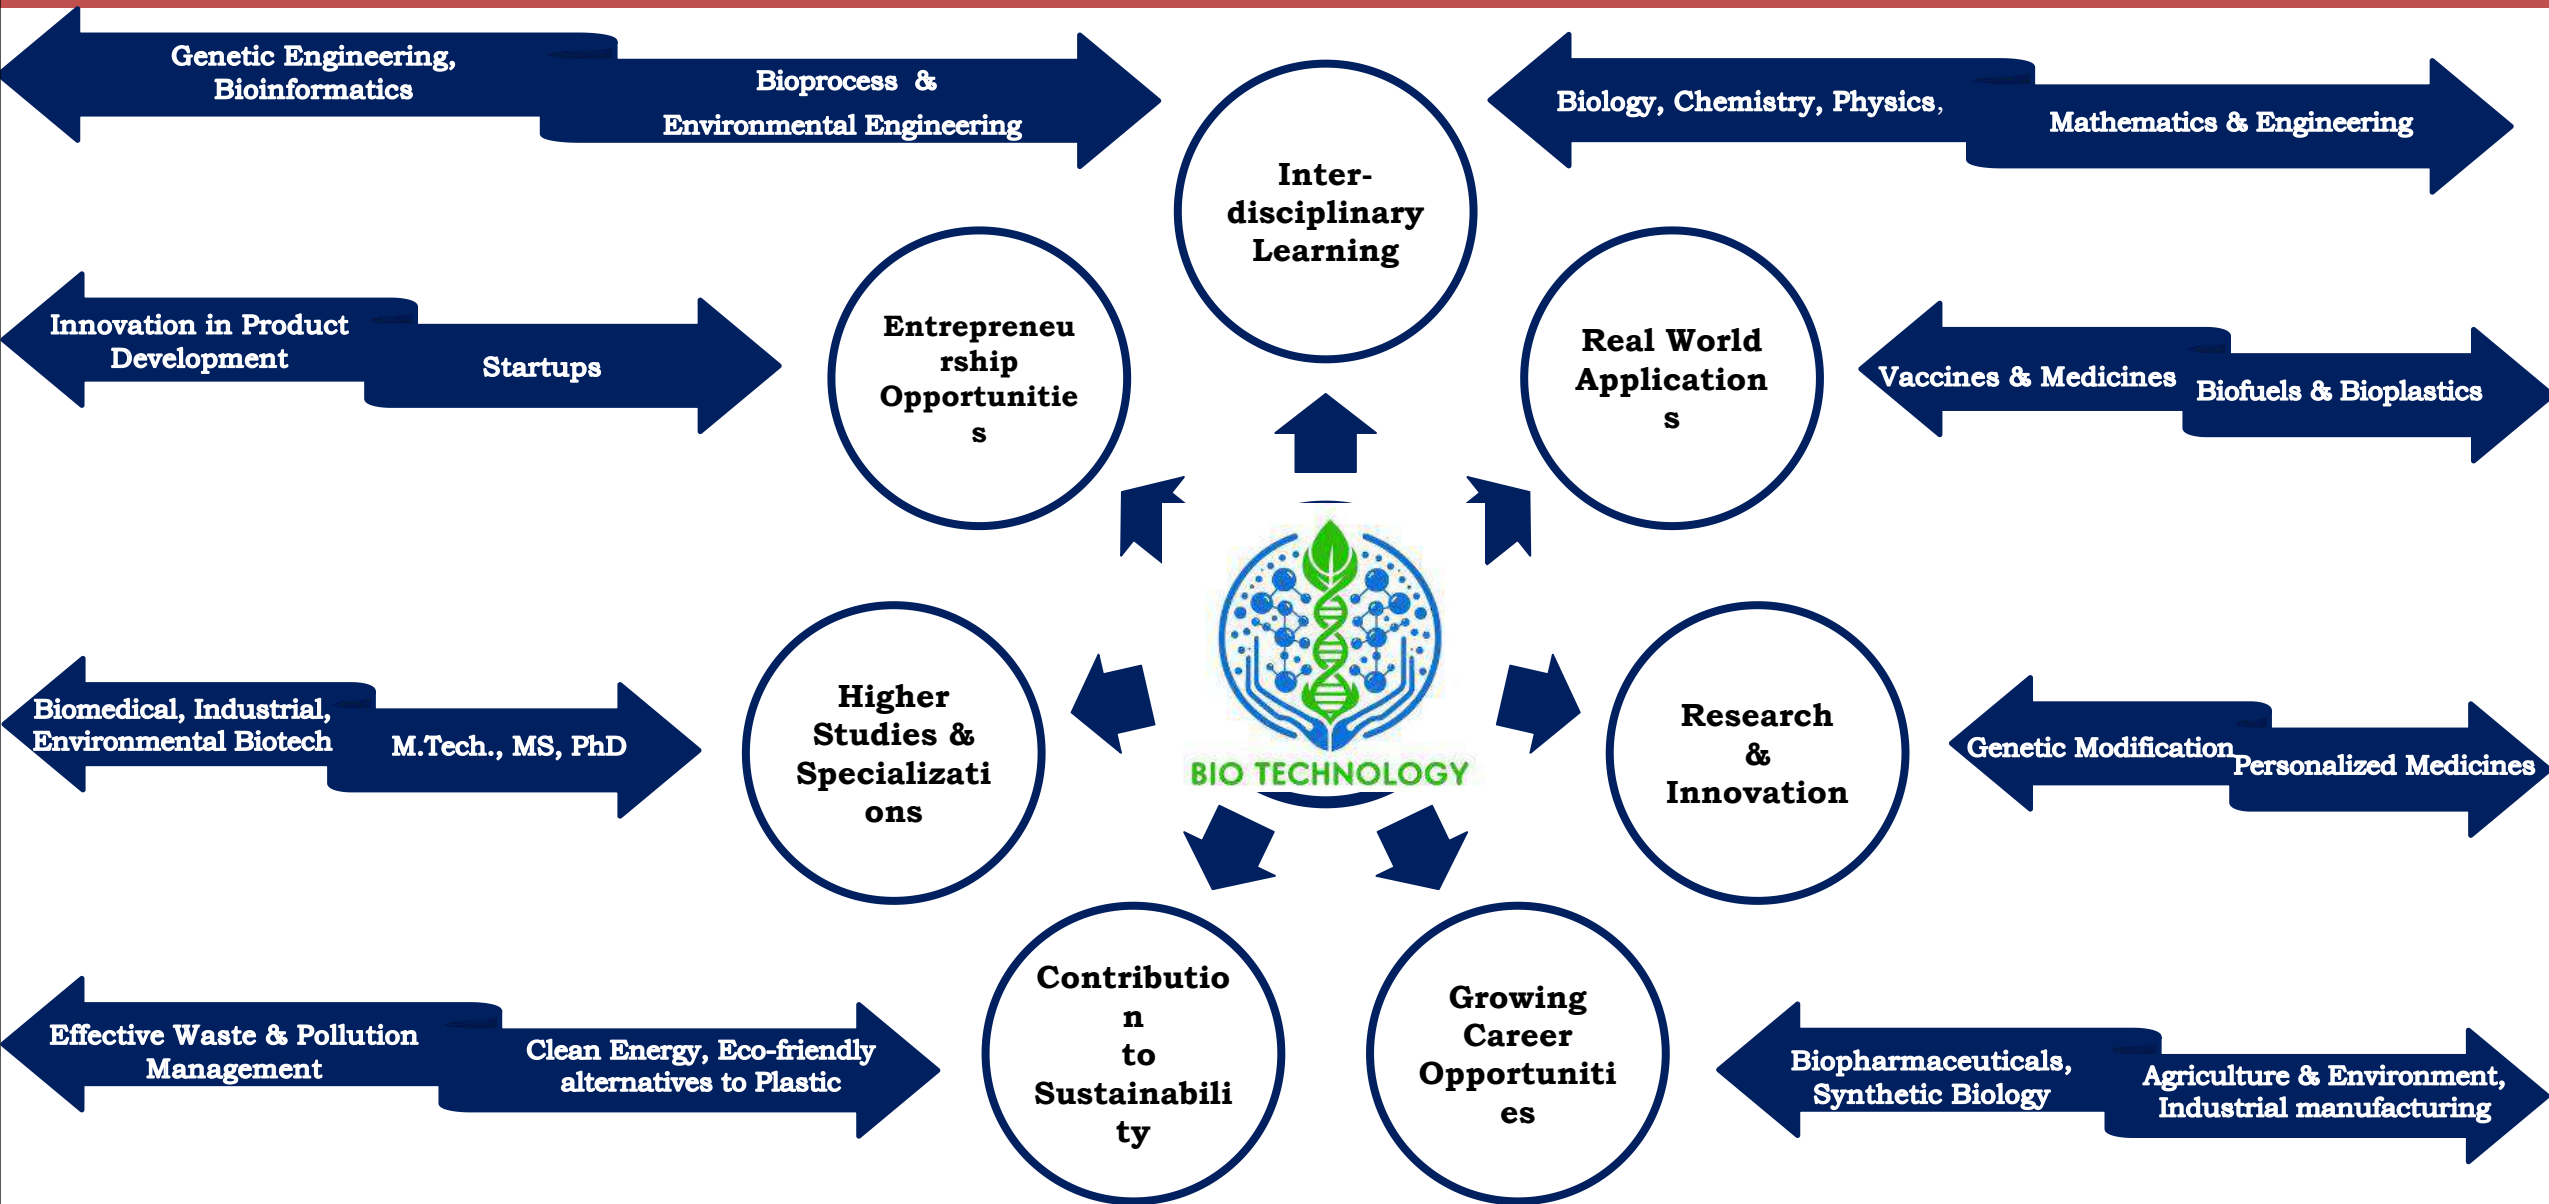 Genetic Engineering,
Bioinformatics
Bioprocess  &
Environmental Engineering
Inter-
disciplinary
Learning
Biology, Chemistry, Physics,
Mathematics & Engineering
Innovation in Product
Development
Startups
Entrepreneu
rship
Opportunitie
s
Real World
Application
s
Vaccines & Medicines
Biofuels & Bioplastics
BIO TECHNOLOGY
Biomedical, Industrial,
Environmental Biotech
M.Tech., MS, PhD
Higher
Studies &
Specializati
ons
Research
&
Innovation
Genetic Modification
Personalized Medicines
Effective Waste & Pollution
Management
Clean Energy, Eco-friendly
alternatives to Plastic
Contributio
n
to
Sustainabili
ty
Growing
Career
Opportuniti
es
Biopharmaceuticals,
Synthetic Biology
Agriculture & Environment,
Industrial manufacturing